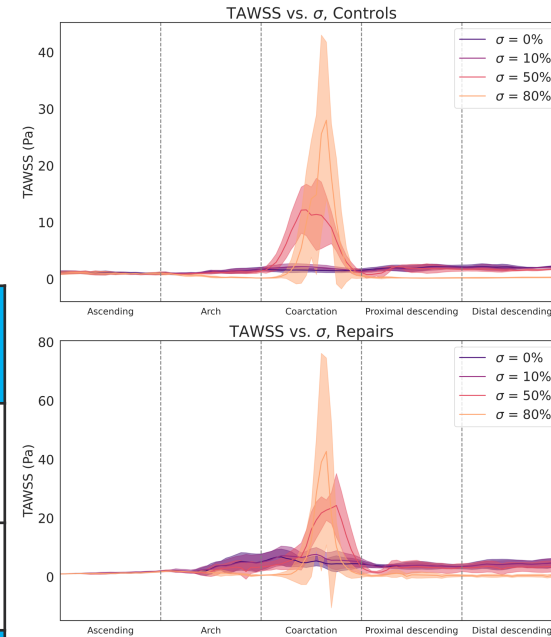 TAWSS vs. σ, Controls
TAWSS (Pa)
40
30
20
10
0
σ = 0%
σ = 10%
σ = 50%
σ = 80%
Ascending Arch Coarctation Proximal descending Distal descending
TAWSS vs. σ, Repairs
TAWSS (Pa)
80
60
40
20
0
σ = 0%
σ = 10%
σ = 50%
σ = 80%
Ascending Arch Coarctation Proximal descending Distal descending